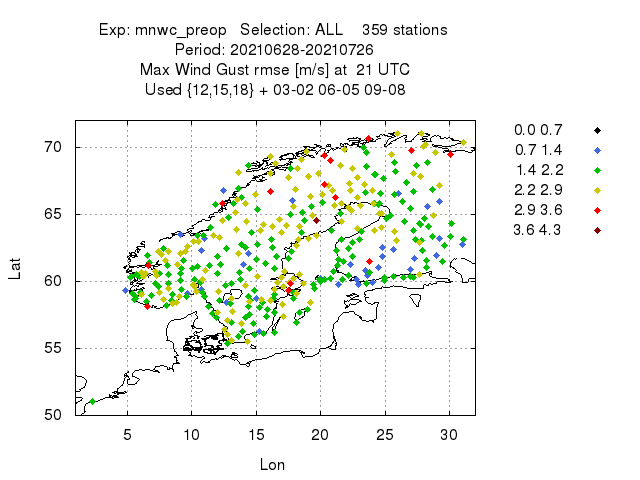 Exp: mnwc_preop Selection: ALL 359 stations
Period: 20210628-20210726
Max Wind Gust rmse [m/s] at 21 UTC
Used {12,15,18} + 03-02 06-05 09-08
0.0 0.7
0.7 1.4
1.4 2.2
2.2 2.9
2.9 3.6
3.6 4.3
70
65
60
55
50
Lat
5 10 15 20 25 30
Lon